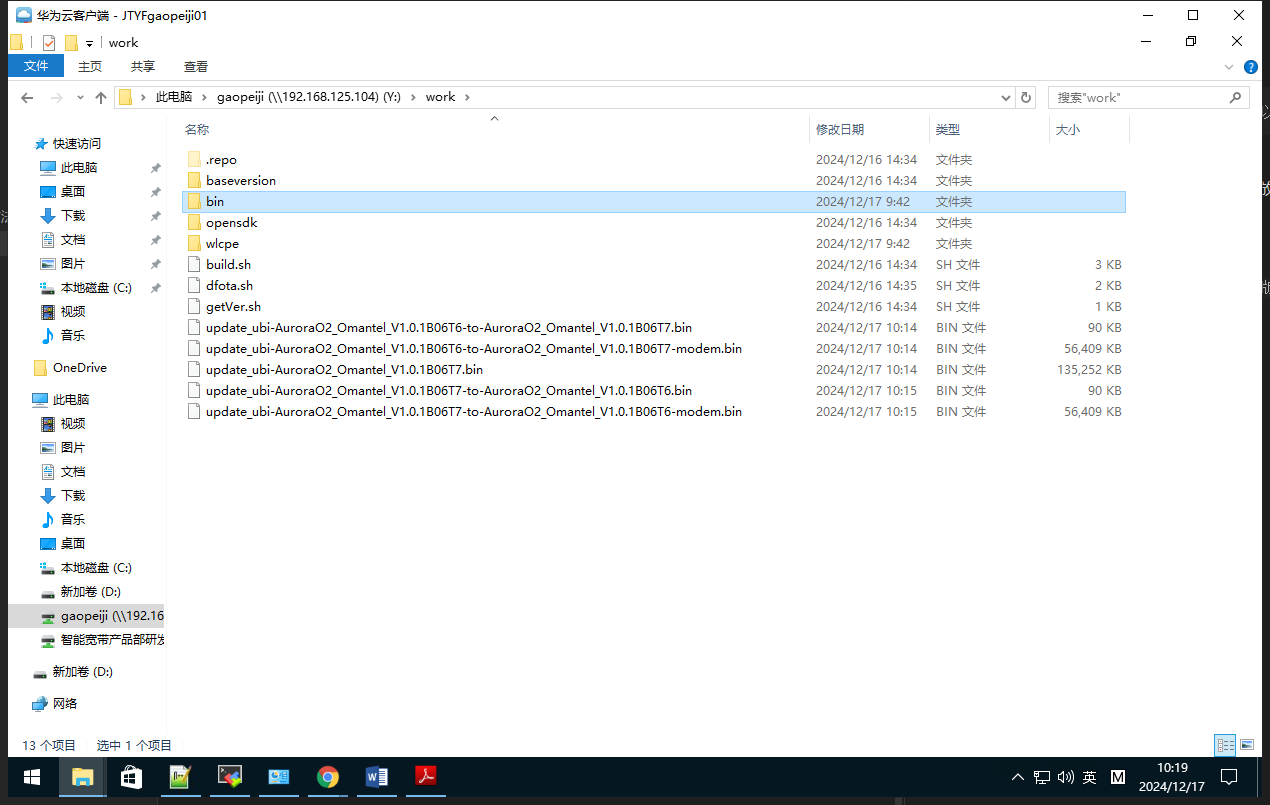 华为云客户端 - JTYFgaopeiji01
work
文件 主页 共享 查看
此电脑 gaopeiji (\\192.168.125.104) (Y:) work
搜索"work"
名称 修改日期 类型 大小
.repo 2024/12/16 14:34 文件夹
baseversion 2024/12/16 14:34 文件夹
bin 2024/12/17 9:42 文件夹
opensdk 2024/12/16 14:34 文件夹
wlcpe 2024/12/17 9:42 文件夹
build.sh 2024/12/16 14:34 SH 文件 3 KB
dfota.sh 2024/12/16 14:35 SH 文件 2 KB
getVer.sh 2024/12/16 14:34 SH 文件 1 KB
update_ubi-AuroraO2_Omantel_V1.0.1B06T6-to-AuroraO2_Omantel_V1.0.1B06T7.bin 2024/12/17 10:14 BIN 文件 90 KB
update_ubi-AuroraO2_Omantel_V1.0.1B06T6-to-AuroraO2_Omantel_V1.0.1B06T7-modem.bin 2024/12/17 10:14 BIN 文件 56,409 KB
update_ubi-AuroraO2_Omantel_V1.0.1B06T7.bin 2024/12/17 10:14 BIN 文件 135,252 KB
update_ubi-AuroraO2_Omantel_V1.0.1B06T7-to-AuroraO2_Omantel_V1.0.1B06T6.bin 2024/12/17 10:15 BIN 文件 90 KB
update_ubi-AuroraO2_Omantel_V1.0.1B06T7-to-AuroraO2_Omantel_V1.0.1B06T6-modem.bin 2024/12/17 10:15 BIN 文件 56,409 KB
快速访问
此电脑
桌面
下载
文档
图片
本地磁盘 (C:)
视频
音乐
OneDrive
此电脑
视频
图片
文档
下载
音乐
桌面
本地磁盘 (C:)
新加卷 (D:)
gaopeiji (\\192.16
智能宽带产品部研发
新加卷 (D:)
网络
13 个项目 选中 1 个项目
英 M
10:19
2024/12/17